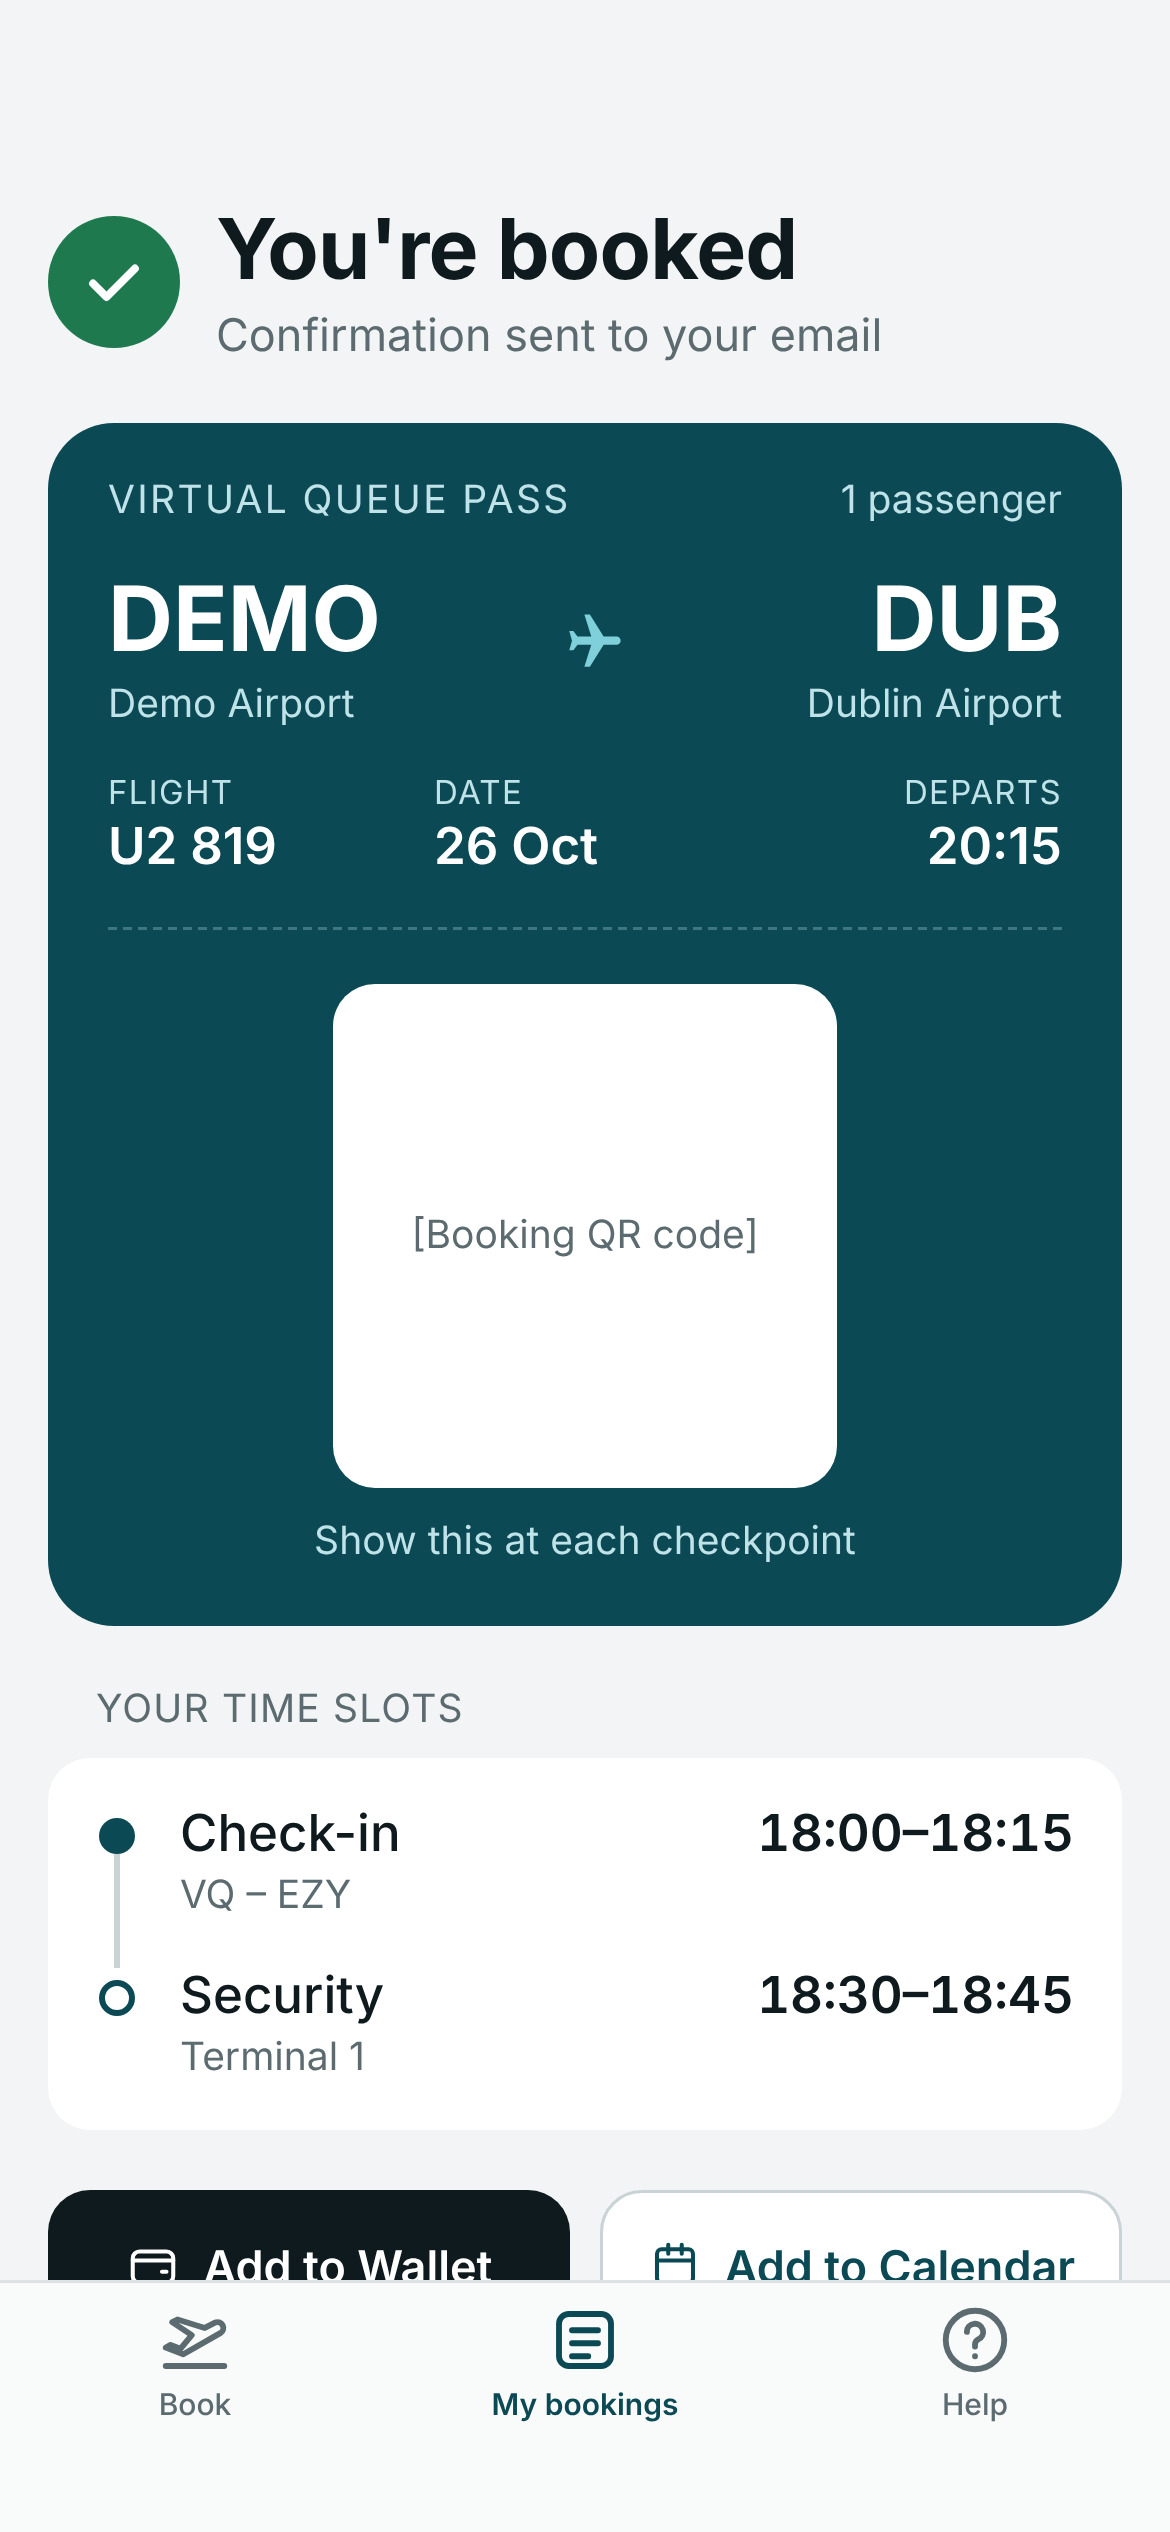 You're booked
Confirmation sent to your email
VIRTUAL QUEUE PASS 1 passenger
DEMO DUB
Demo Airport Dublin Airport
FLIGHT DATE DEPARTS
U2 819 26 Oct 20:15
[Booking QR code]
Show this at each checkpoint
YOUR TIME SLOTS
Check-in 18:00–18:15
VQ – EZY
Security 18:30–18:45
Terminal 1
Add to Wallet Add to Calendar
Book My bookings Help